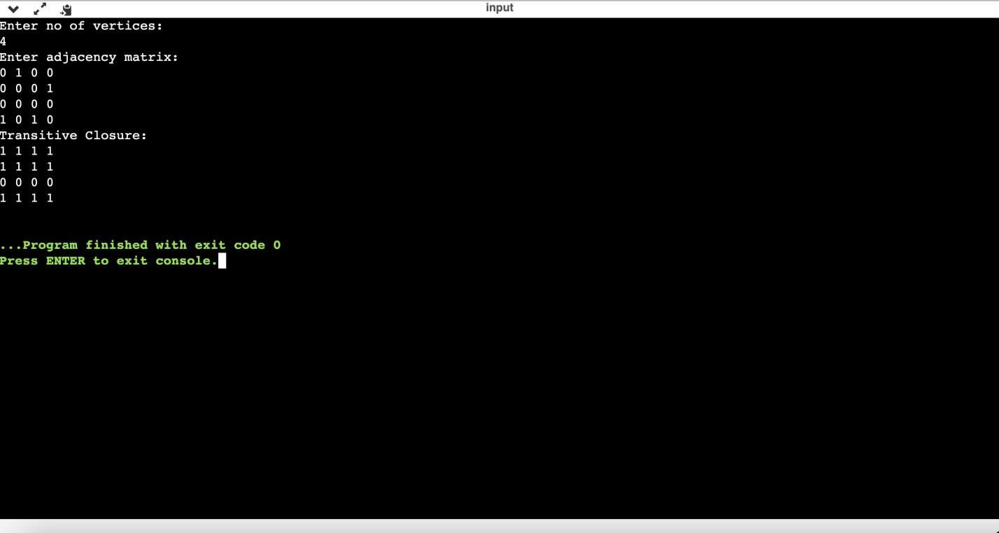 input
Enter no of vertices:
4
Enter adjacency matrix:
0 1 0 0
0 0 0 1
0 0 0 0
1 0 1 0
Transitive Closure:
1 1 1 1
1 1 1 1
0 0 0 0
1 1 1 1
...Program finished with exit code 0
Press ENTER to exit console.